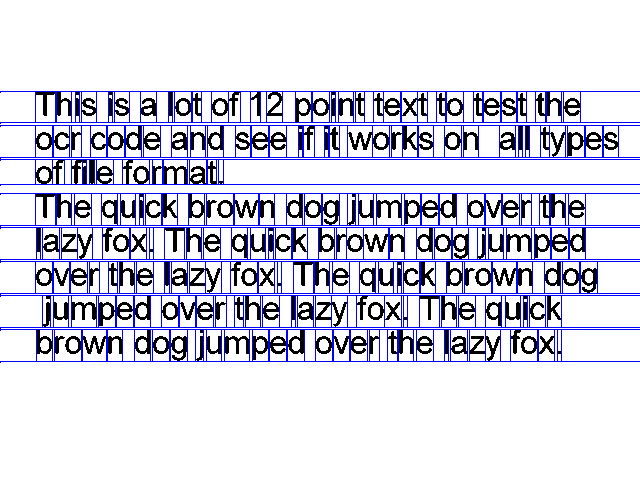 This is a lot of 12 point text to test the
ocr code and see if it works on  all types
of file format.
The quick brown dog jumped over the
lazy fox. The quick brown dog jumped
over the lazy fox. The quick brown dog
jumped over the lazy fox. The quick
brown dog jumped over the lazy fox.